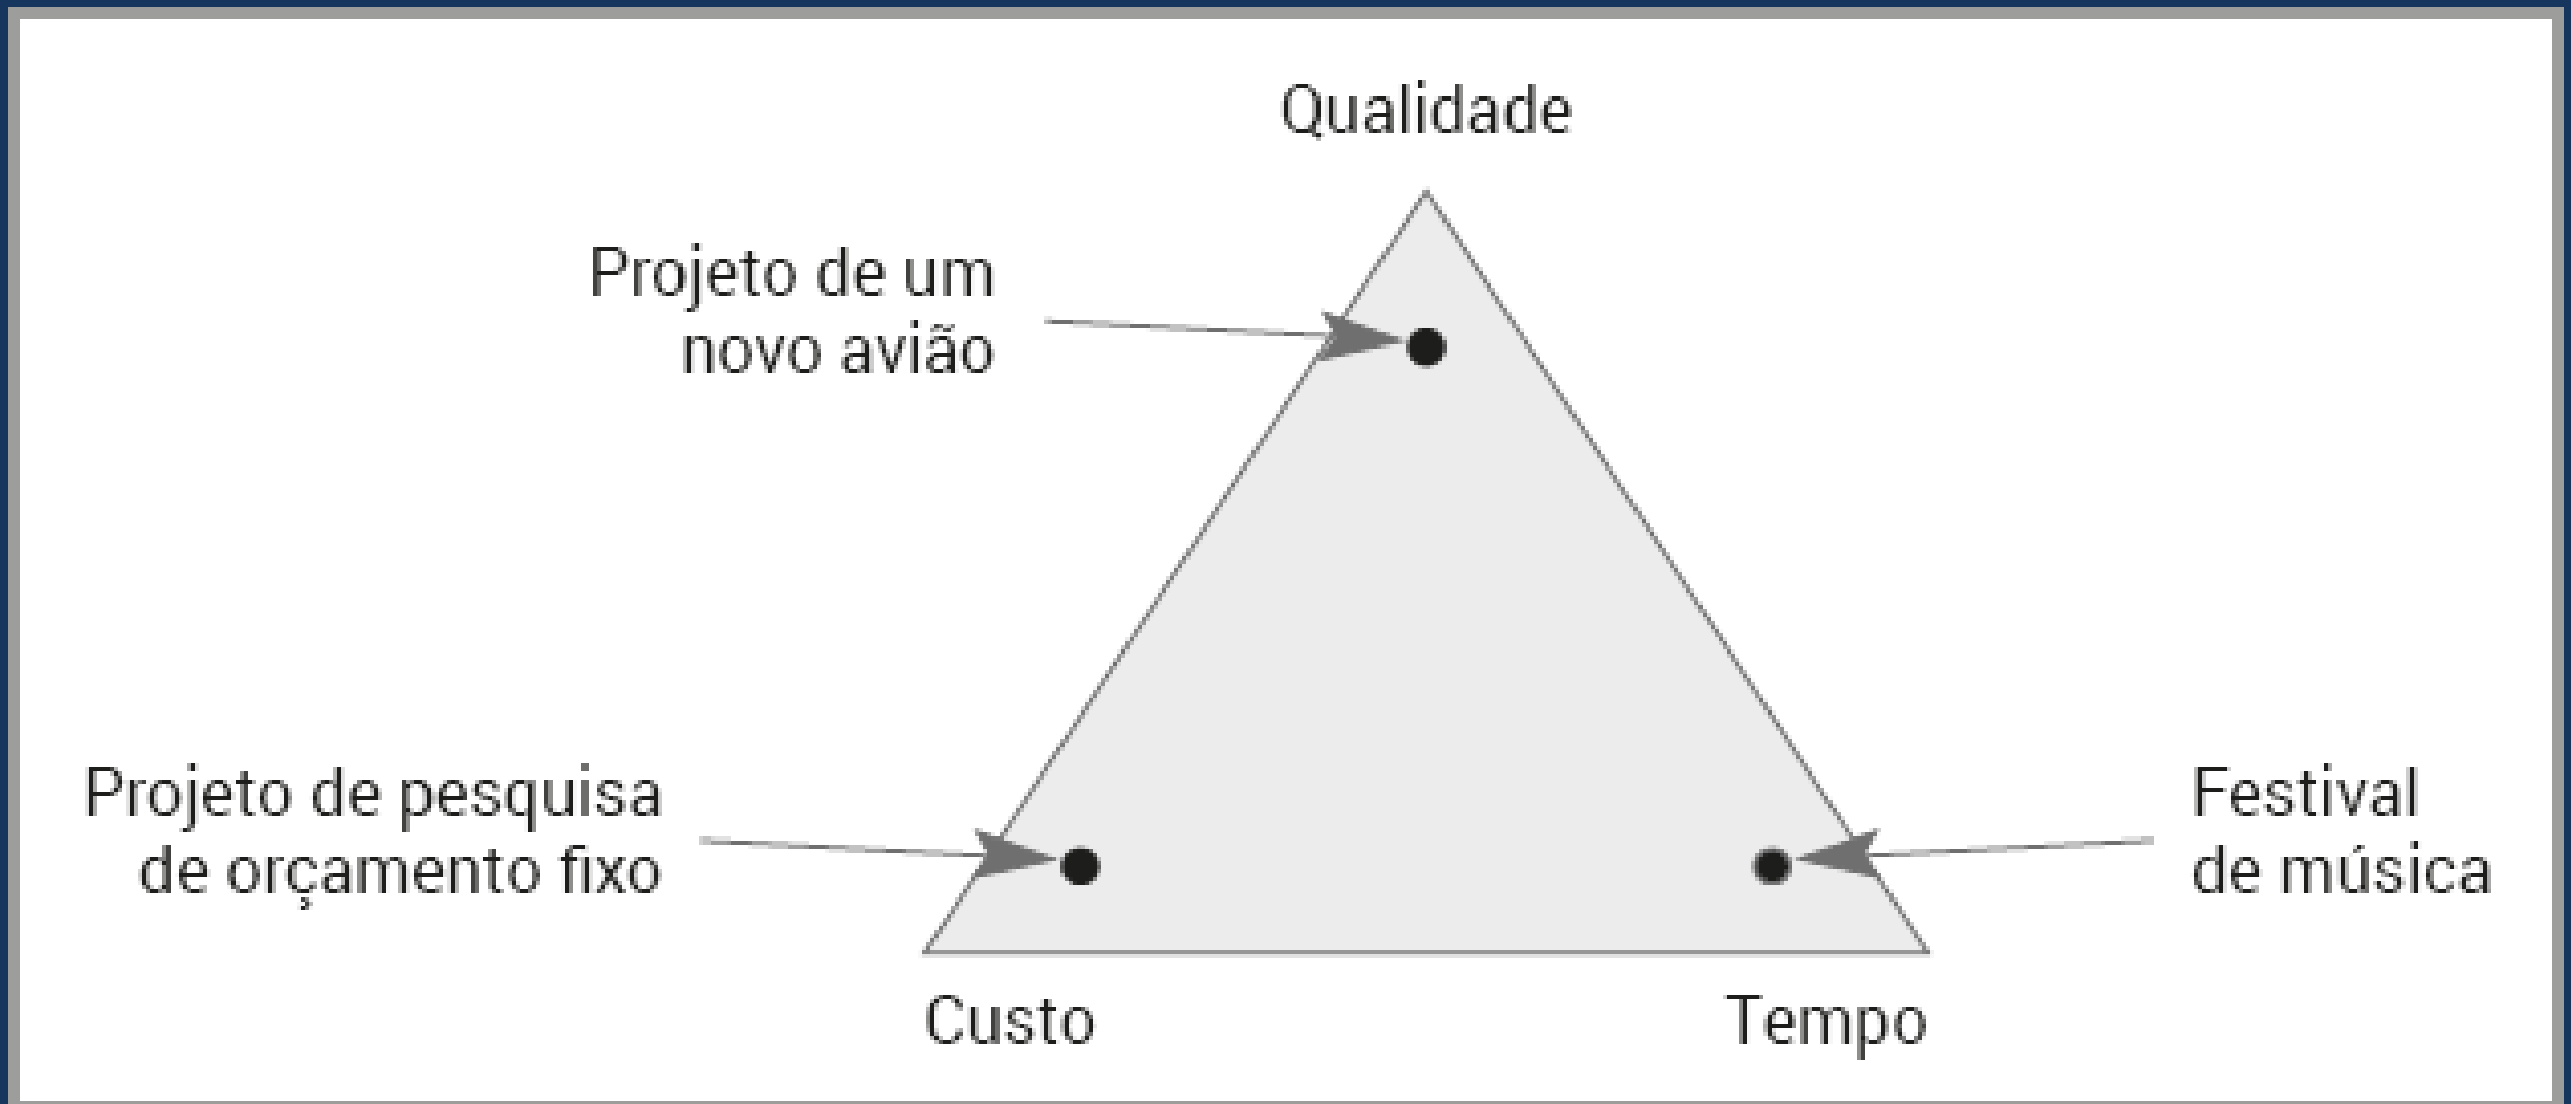 Qualidade
Projeto de um
novo avião
Projeto de pesquisa
de orçamento fixo
Festival
de música
Custo
Tempo